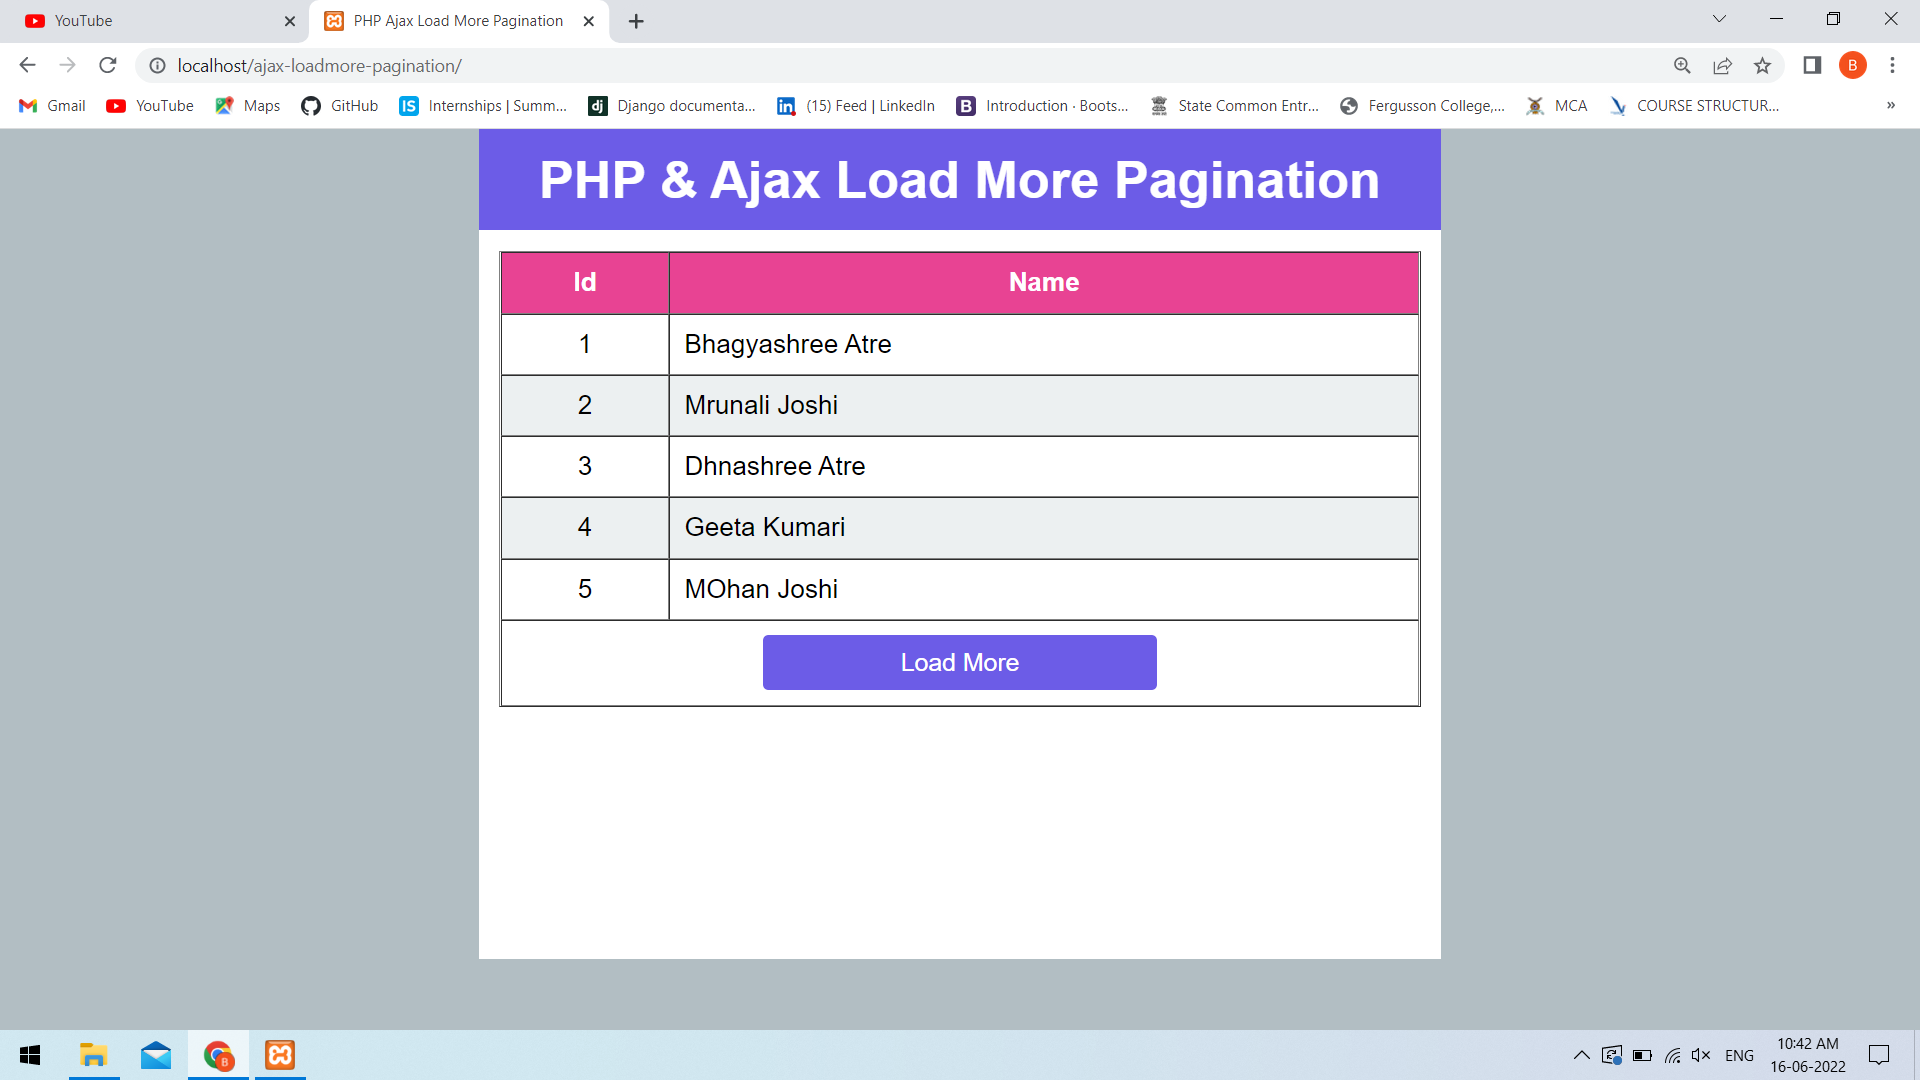 YouTube
PHP Ajax Load More Pagination
localhost/ajax-loadmore-pagination/
B
Gmail
YouTube
Maps
GitHub
IS
Internships | Summ...
dj
Django documenta...
in
(15) Feed | LinkedIn
B
Introduction · Boots...
State Common Entr...
Fergusson College,...
MCA
COURSE STRUCTUR...
»
PHP & Ajax Load More Pagination
Id Name
1 Bhagyashree Atre
2 Mrunali Joshi
3 Dhnashree Atre
4 Geeta Kumari
5 MOhan Joshi
Load More
B
ENG
10:42 AM
16-06-2022